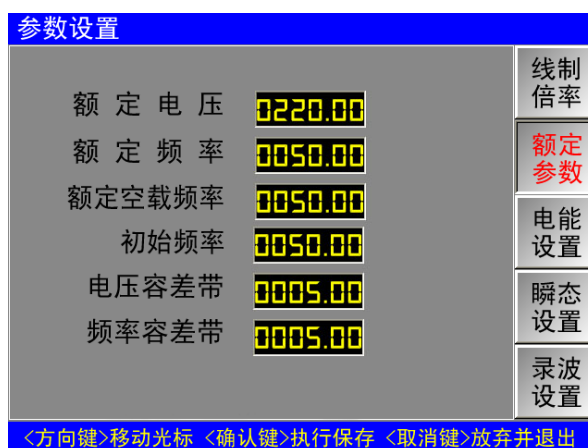 参数设置
额定电压 0220.00
额定频率 0050.00
额定空载频率 0050.00
初始频率 0050.00
电压容差带 0005.00
频率容差带 0005.00
线制
倍率
额定
参数
电能
设置
瞬态
设置
录波
设置
<方向键>移动光标 <确认键>执行保存 <取消键>放弃并退出